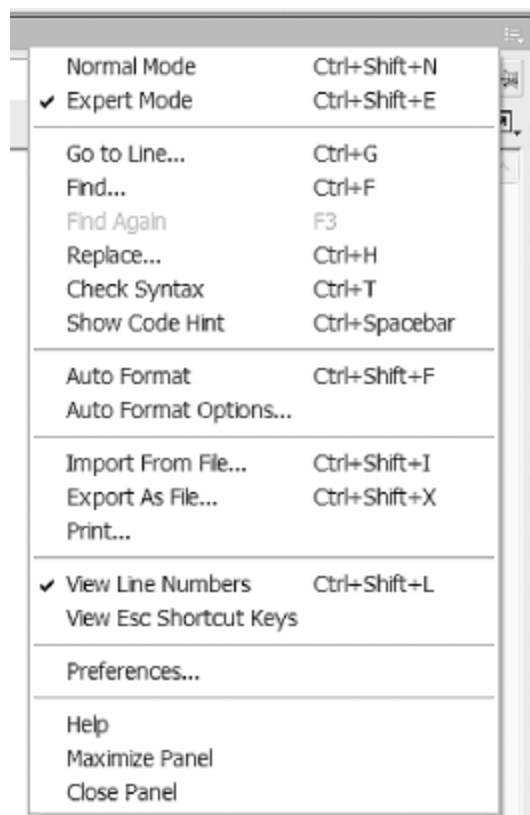 Normal Mode Ctrl+Shift+N
Expert Mode Ctrl+Shift+E
Go to Line... Ctrl+G
Find... Ctrl+F
Find Again F3
Replace... Ctrl+H
Check Syntax Ctrl+T
Show Code Hint Ctrl+Spacebar
Auto Format Ctrl+Shift+F
Auto Format Options...
Import From File... Ctrl+Shift+I
Export As File... Ctrl+Shift+X
Print...
View Line Numbers Ctrl+Shift+L
View Esc Shortcut Keys
Preferences...
Help
Maximize Panel
Close Panel